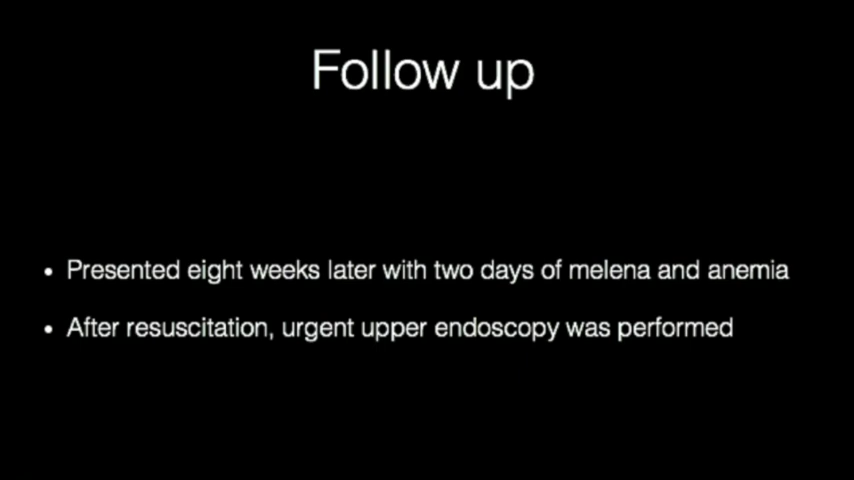 Follow up
• Presented eight weeks later with two days of melena and anemia
• After resuscitation, urgent upper endoscopy was performed